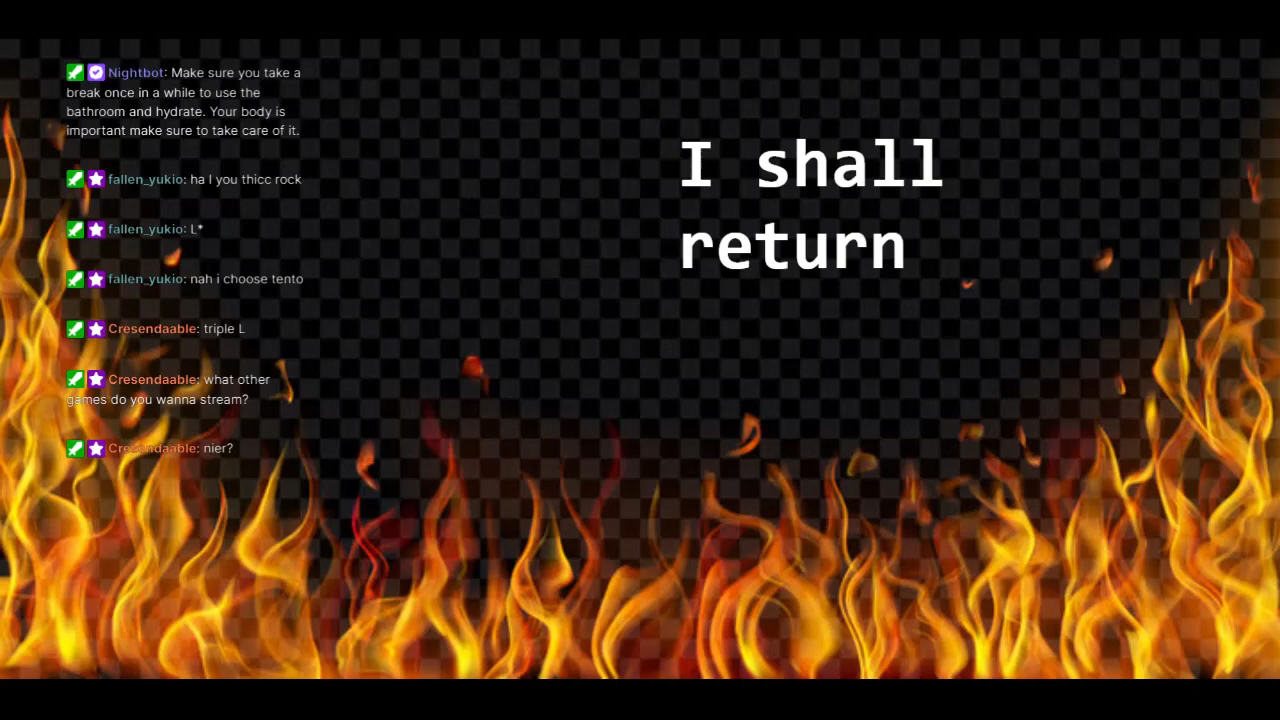 Nightbot: Make sure you take a
break once in a while to use the
bathroom and hydrate. Your body is
important make sure to take care of it.
fallen_yukio: ha l you thicc rock
fallen_yukio: L*
fallen_yukio: nah i choose tento
Cresendaable: triple L
Cresendaable: what other
games do you wanna stream?
Cresendaable: nier?
I shall
return